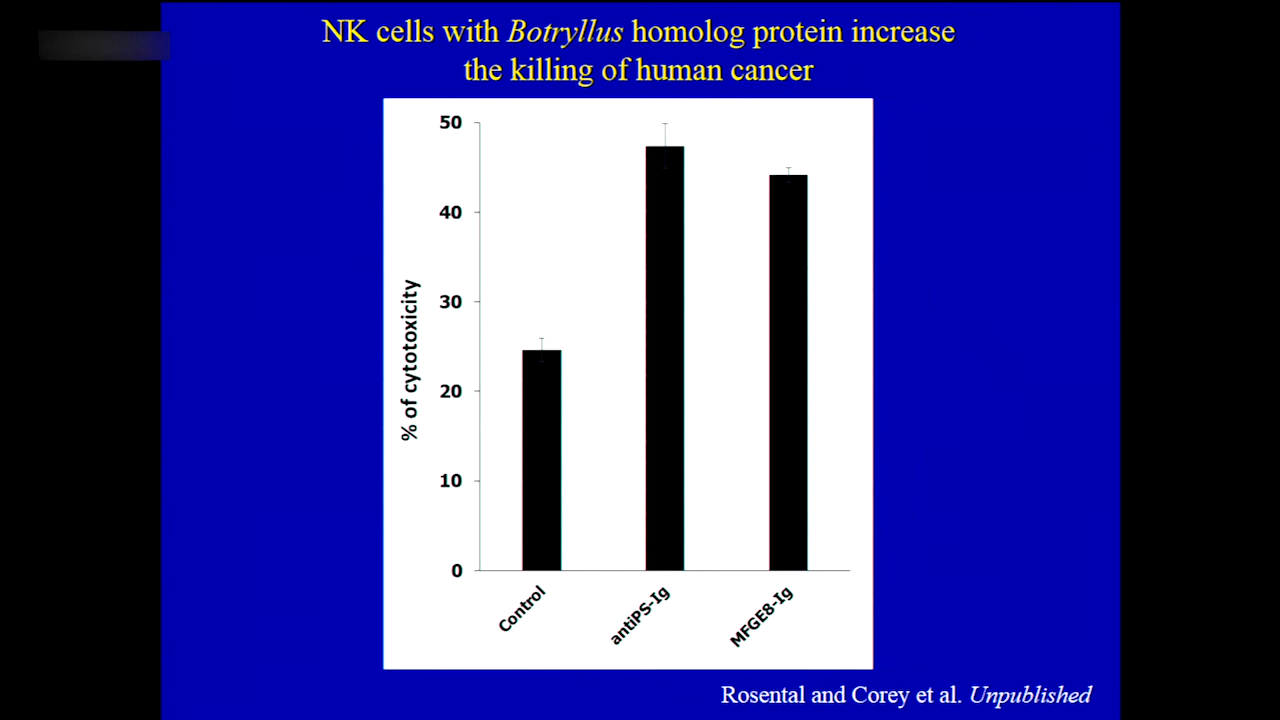 NK cells with Botryllus homolog protein increase
the killing of human cancer
50
40
30
20
10
0
% of cytotoxicity
Control
antiPS-Ig
MFGE8-Ig
Rosental and Corey et al. Unpublished